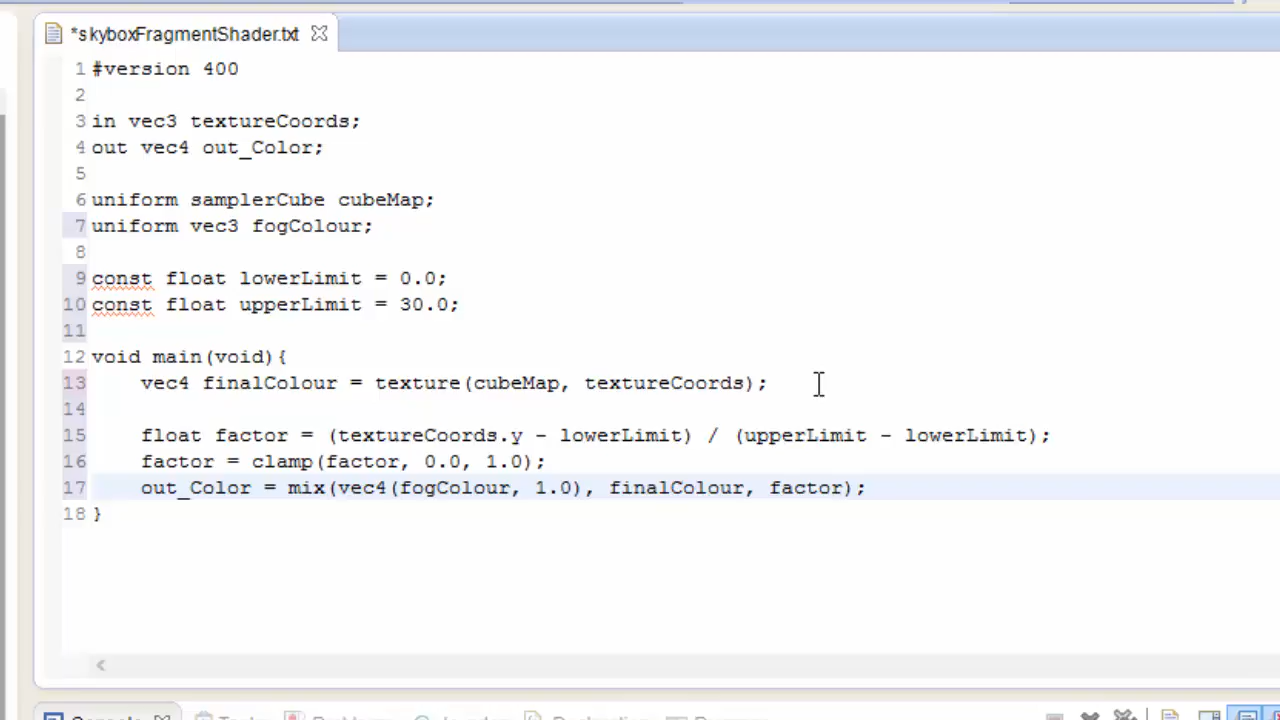 *skyboxFragmentShader.txt
1 #version 400
2
3 in vec3 textureCoords;
4 out vec4 out_Color;
5
6 uniform samplerCube cubeMap;
7 uniform vec3 fogColour;
8
9 const float lowerLimit = 0.0;
10 const float upperLimit = 30.0;
11
12 void main(void){
13     vec4 finalColour = texture(cubeMap, textureCoords);
14
15     float factor = (textureCoords.y - lowerLimit) / (upperLimit - lowerLimit);
16     factor = clamp(factor, 0.0, 1.0);
17     out_Color = mix(vec4(fogColour, 1.0), finalColour, factor);
18 }